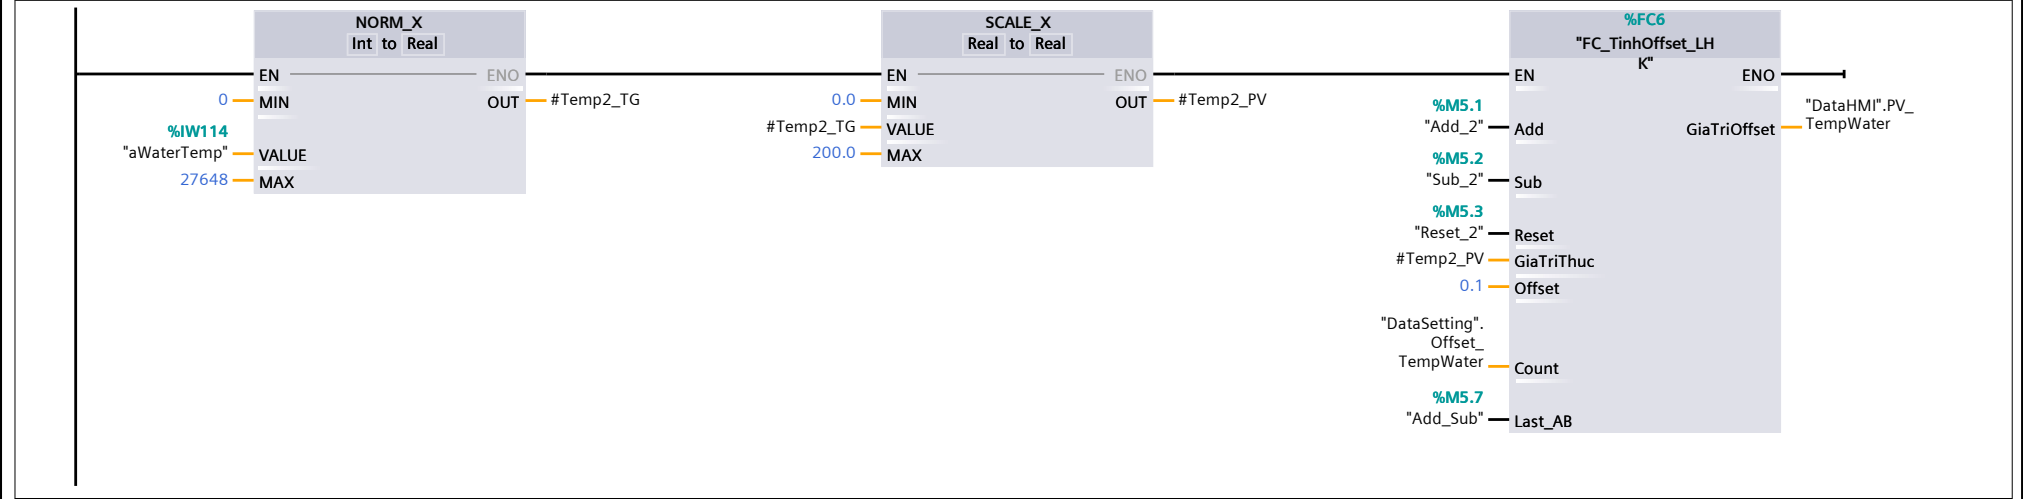 NORM_X
Int to Real
EN
ENO
0
MIN
OUT
#Temp2_TG
%IW114
"aWaterTemp"
VALUE
27648
MAX
SCALE_X
Real to Real
EN
ENO
0.0
MIN
OUT
#Temp2_PV
#Temp2_TG
VALUE
200.0
MAX
%FC6
"FC_TinhOffset_LH
K"
EN
ENO
%M5.1
"Add_2"
Add
GiaTriOffset
"DataHMI".PV_
TempWater
%M5.2
"Sub_2"
Sub
%M5.3
"Reset_2"
Reset
#Temp2_PV
GiaTriThuc
0.1
Offset
"DataSetting".
Offset_
TempWater
Count
%M5.7
"Add_Sub"
Last_AB